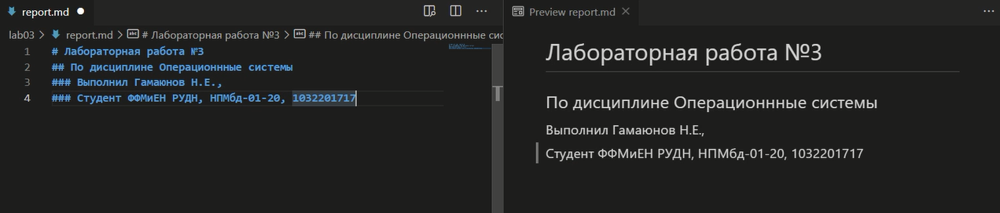 report.md
lab03 > report.md > # Лабораторная работа №3 > ## По дисциплине Операционнные сис
1 # Лабораторная работа №3
2 ## По дисциплине Операционнные системы
3 ### Выполнил Гамаюнов Н.Е.,
4 ### Студент ФФМиЕН РУДН, НПМбд-01-20, 1032201717
Preview report.md
Лабораторная работа №3
По дисциплине Операционнные системы
Выполнил Гамаюнов Н.Е.,
Студент ФФМиЕН РУДН, НПМбд-01-20, 1032201717